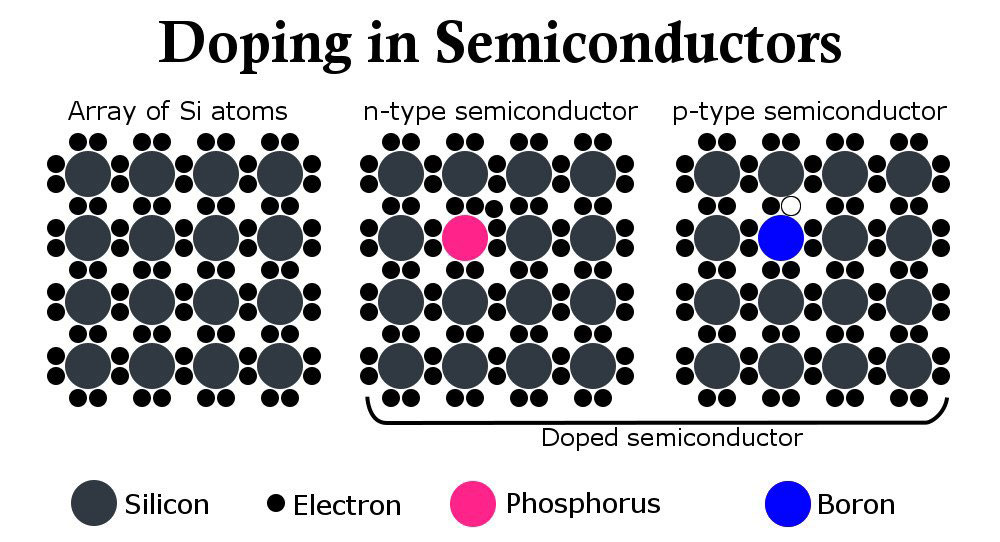 Doping in Semiconductors
Array of Si atoms
n-type semiconductor
p-type semiconductor
Doped semiconductor
Silicon
Electron
Phosphorus
Boron